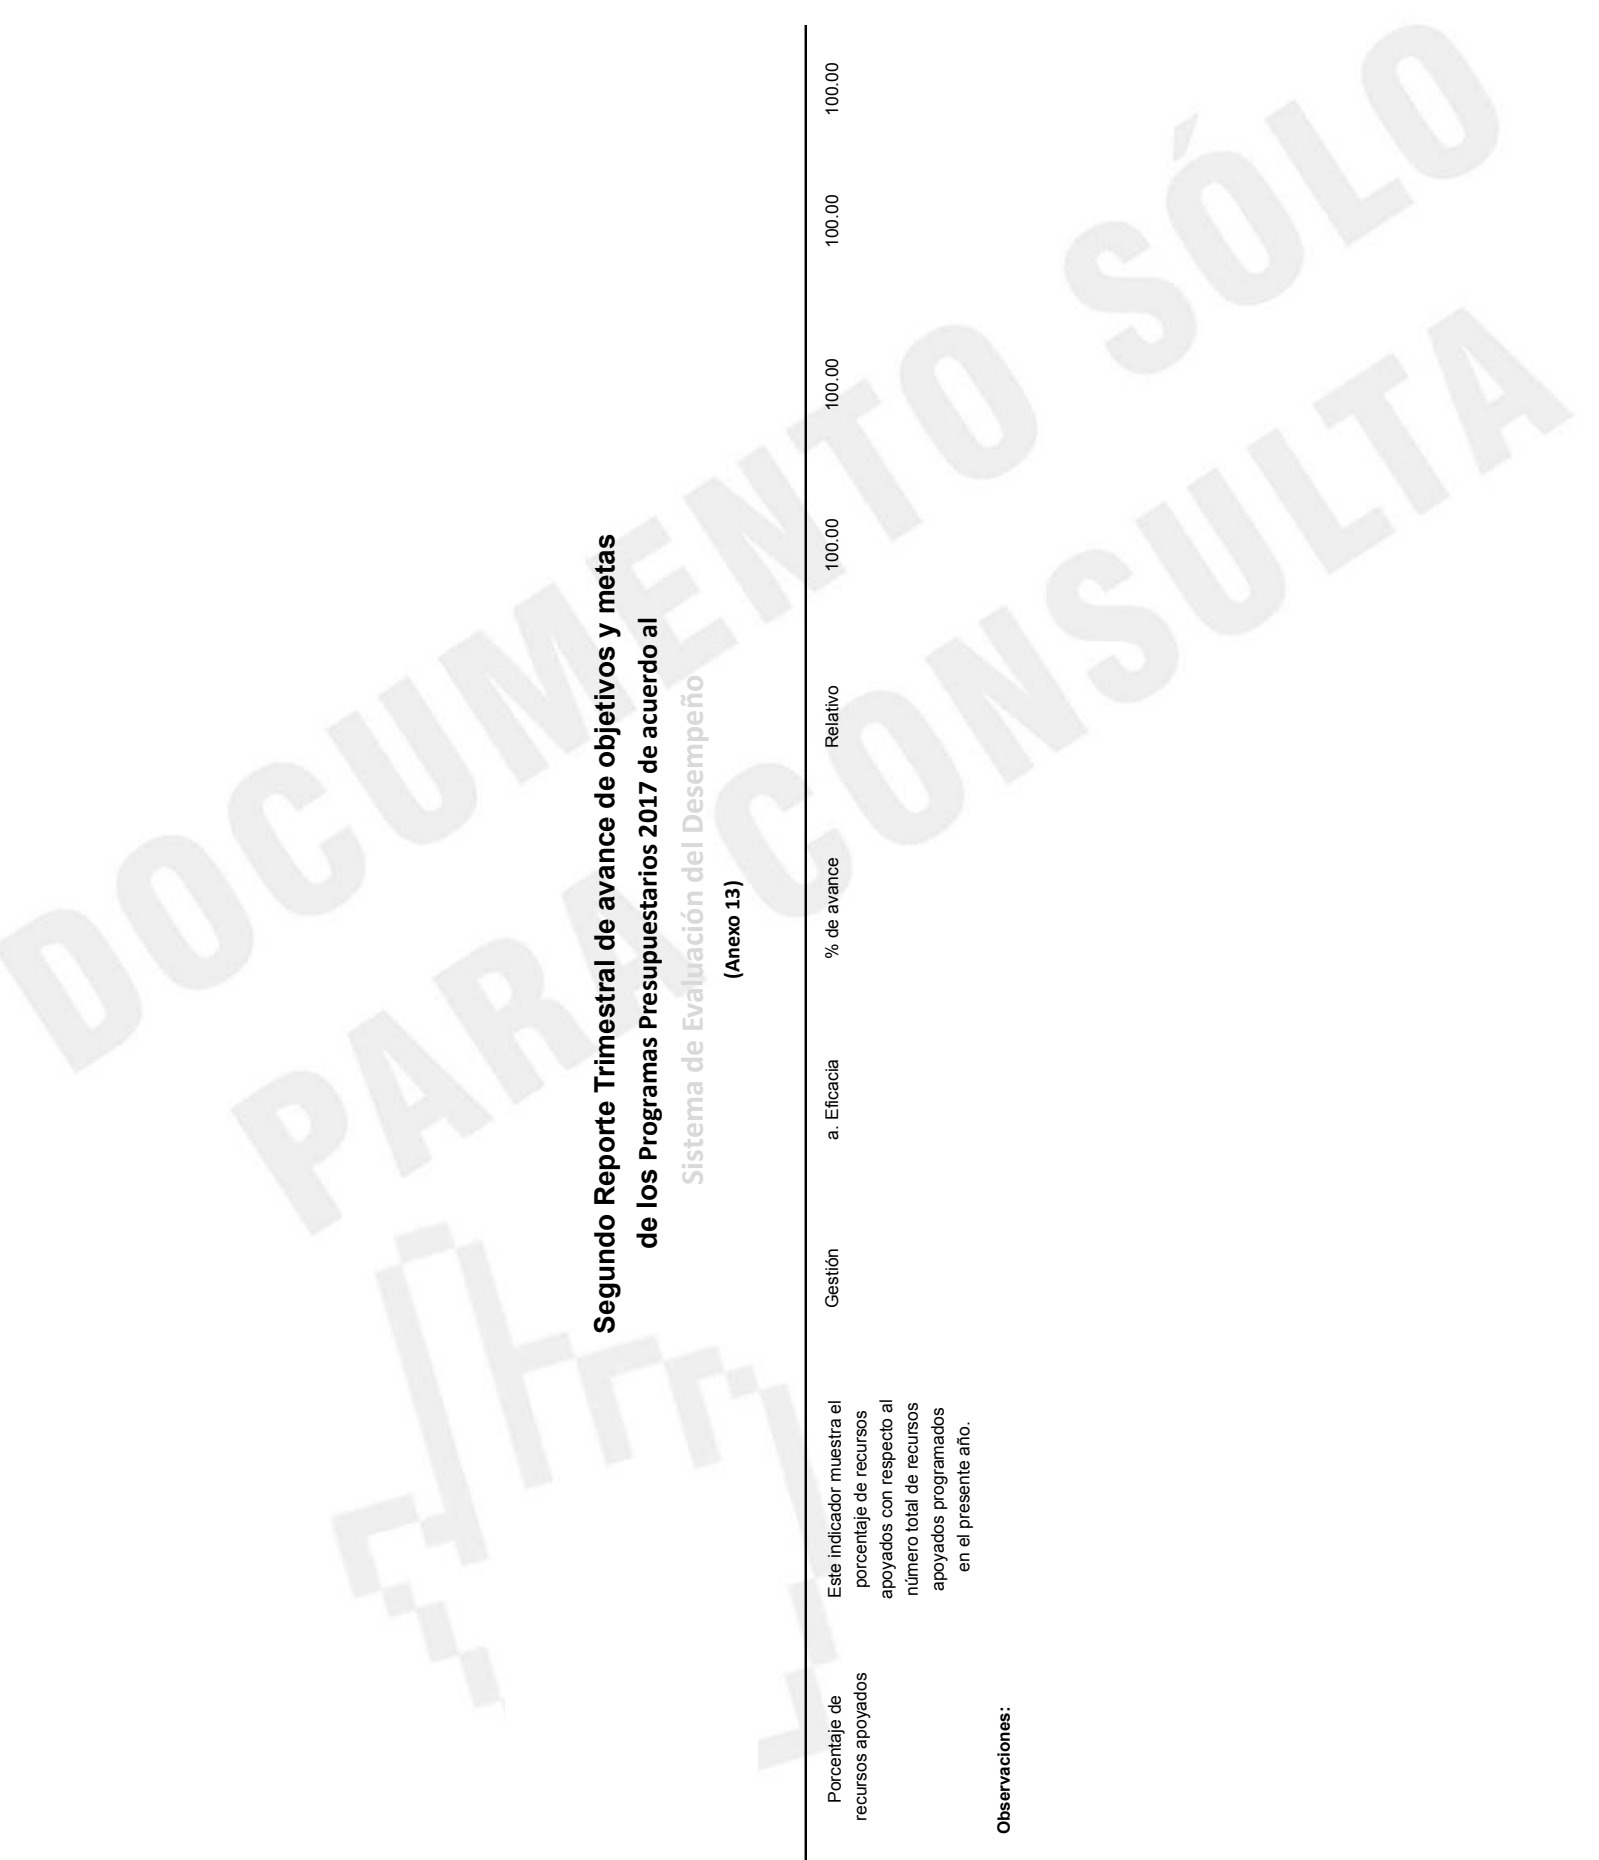 Segundo Reporte Trimestral de avance de objetivos y metas
de los Programas Presupuestarios 2017 de acuerdo al
Sistema de Evaluación del Desempeño
(Anexo 13)
Porcentaje de
recursos apoyados
Este indicador muestra el
porcentaje de recursos
apoyados con respecto al
número total de recursos
apoyados programados
en el presente año.
Gestión
a. Eficacia
% de avance
Relativo
100.00
100.00
100.00
100.00
Observaciones:
DOCUMENTO SÓLO
PARA CONSULTA